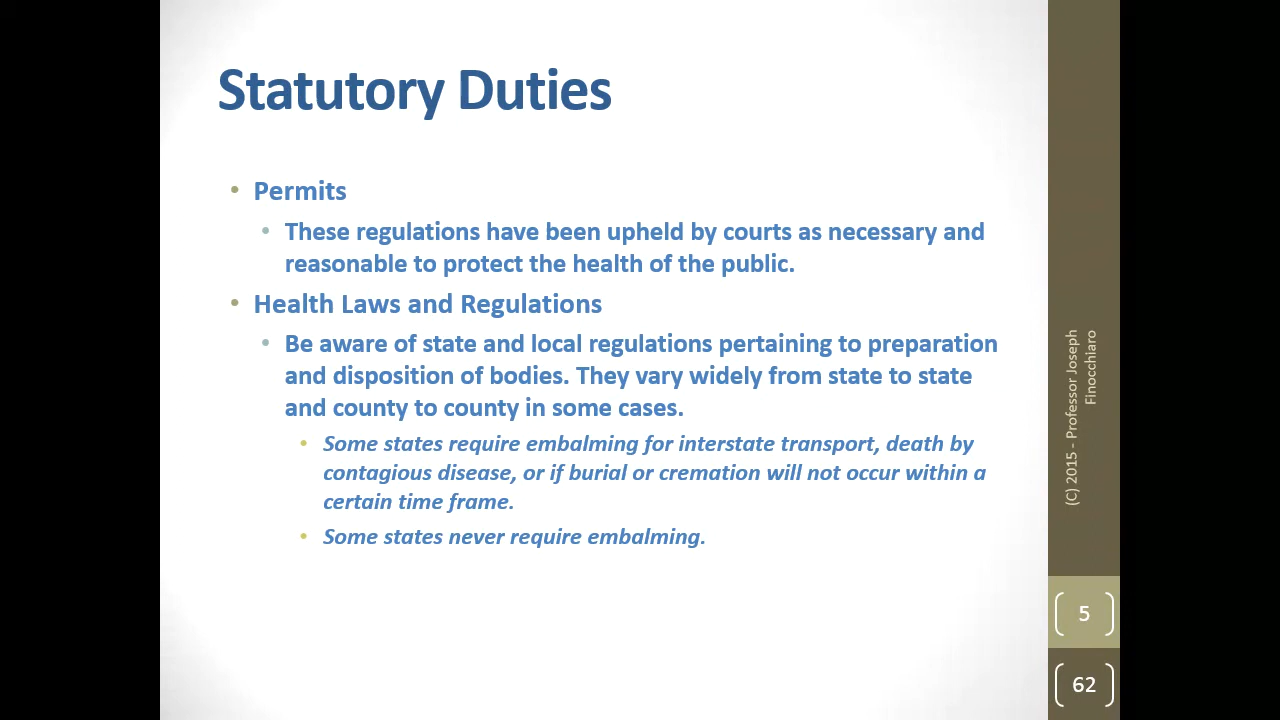 Statutory Duties
• Permits
• These regulations have been upheld by courts as necessary and
reasonable to protect the health of the public.
• Health Laws and Regulations
• Be aware of state and local regulations pertaining to preparation
and disposition of bodies. They vary widely from state to state
and county to county in some cases.
• Some states require embalming for interstate transport, death by
contagious disease, or if burial or cremation will not occur within a
certain time frame.
• Some states never require embalming.
(C) 2015 - Professor Joseph
Finocchiaro
5
62